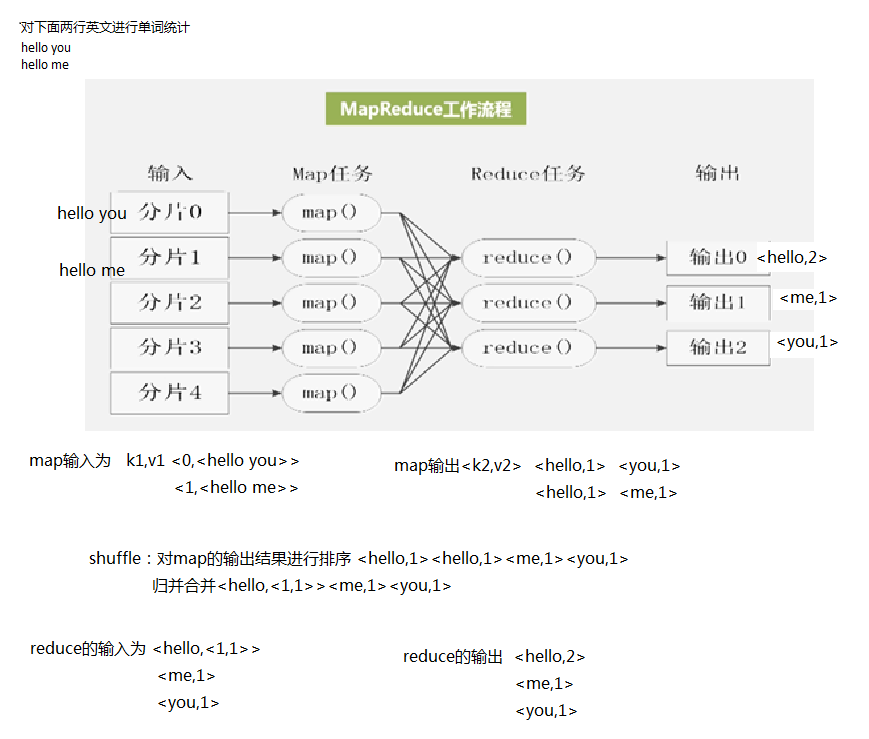 对下面两行英文进行单词统计
hello you
hello me
MapReduce工作流程
输入 Map任务 Reduce任务 输出
hello you 分片0 map()
hello me 分片1 map() reduce() 输出0 <hello,2>
分片2 map() reduce() 输出1 <me,1>
分片3 map() reduce() 输出2 <you,1>
分片4 map()
map输入为 k1,v1 <0,<hello you>>
<1,<hello me>>
map输出<k2,v2> <hello,1> <you,1>
<hello,1> <me,1>
shuffle：对map的输出结果进行排序 <hello,1><hello,1><me,1><you,1>
归并合并<hello,<1,1>><me,1><you,1>
reduce的输入为 <hello,<1,1>>
<me,1>
<you,1>
reduce的输出 <hello,2>
<me,1>
<you,1>